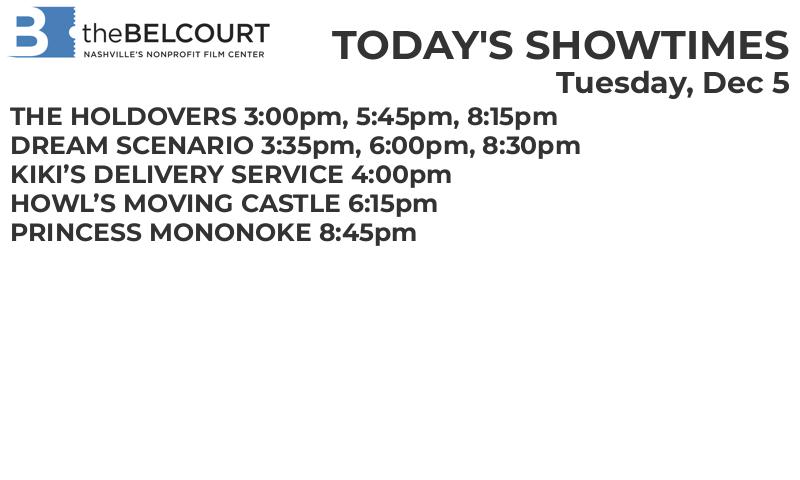 B theBELCOURT
NASHVILLE'S NONPROFIT FILM CENTER
TODAY'S SHOWTIMES
Tuesday, Dec 5
THE HOLDOVERS 3:00pm, 5:45pm, 8:15pm
DREAM SCENARIO 3:35pm, 6:00pm, 8:30pm
KIKI’S DELIVERY SERVICE 4:00pm
HOWL’S MOVING CASTLE 6:15pm
PRINCESS MONONOKE 8:45pm